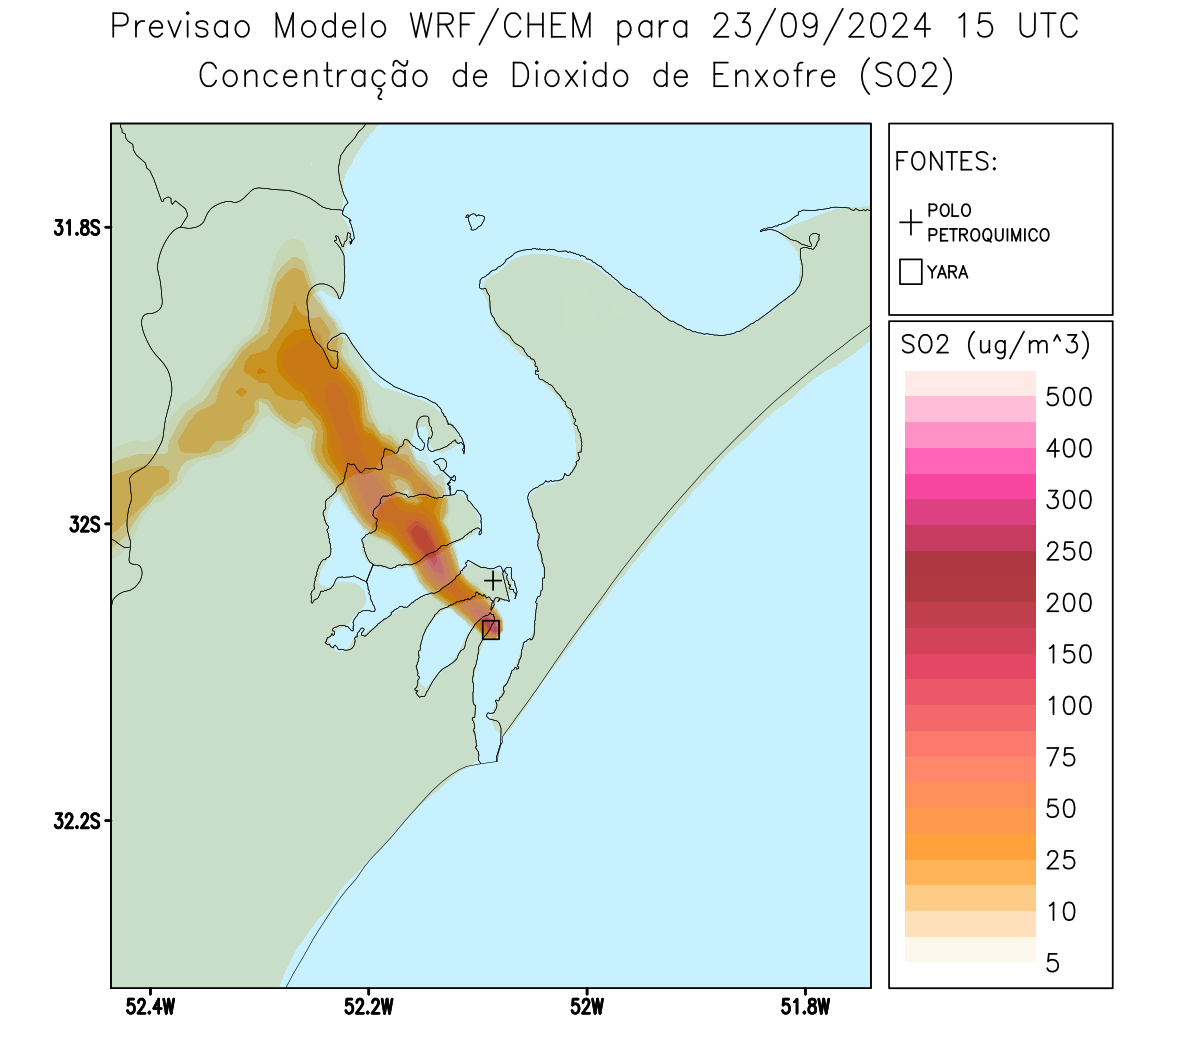 Previsao Modelo WRF/CHEM para 23/09/2024 15 UTC
Concentração de Dioxido de Enxofre (SO2)
FONTES:
POLO
PETROQUIMICO
YARA
31.8S
32S
32.2S
52.4W
52.2W
52W
51.8W
SO2 (ug/m^3)
500
400
300
250
200
150
100
75
50
25
10
5